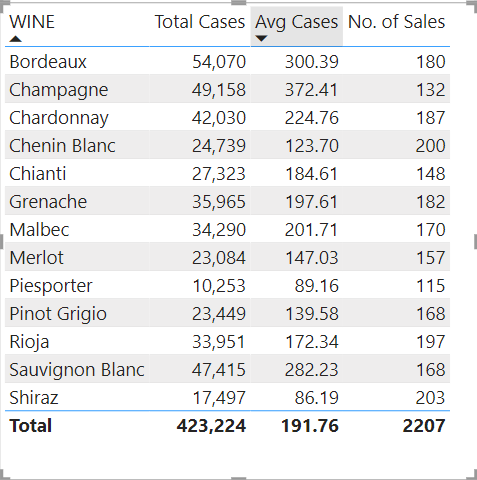 WINE Total Cases Avg Cases No. of Sales
Bordeaux 54,070 300.39 180
Champagne 49,158 372.41 132
Chardonnay 42,030 224.76 187
Chenin Blanc 24,739 123.70 200
Chianti 27,323 184.61 148
Grenache 35,965 197.61 182
Malbec 34,290 201.71 170
Merlot 23,084 147.03 157
Piesporter 10,253 89.16 115
Pinot Grigio 23,449 139.58 168
Rioja 33,951 172.34 197
Sauvignon Blanc 47,415 282.23 168
Shiraz 17,497 86.19 203
Total 423,224 191.76 2207